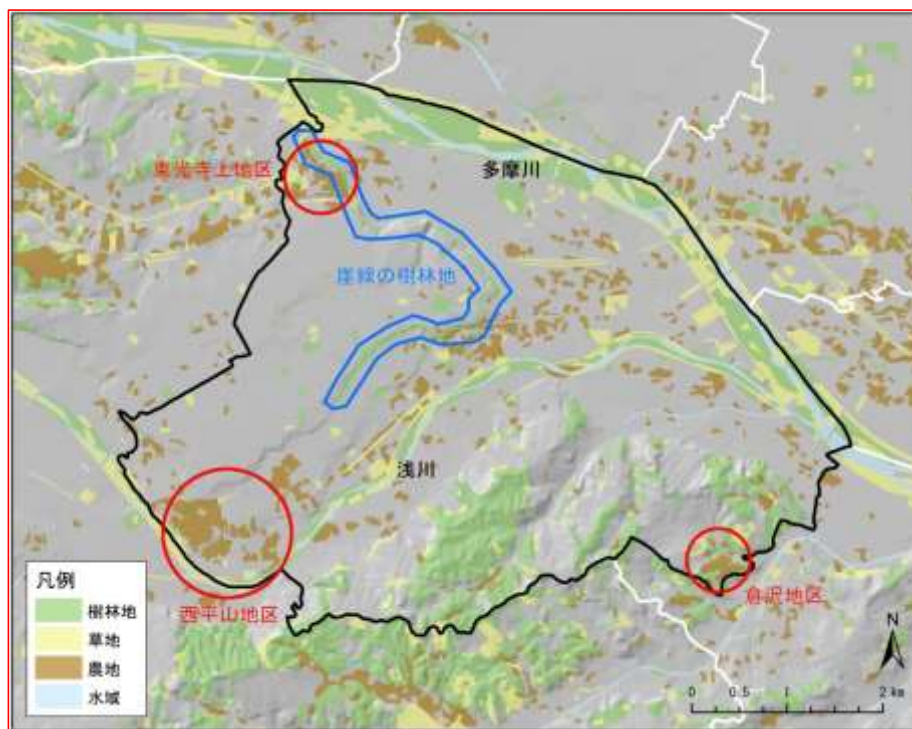 東光寺上地区
多摩川
崖線の樹林地
浅川
西平山地区
倉沢地区
凡例
樹林地
草地
農地
水域
N
0 0.5 1 2 km